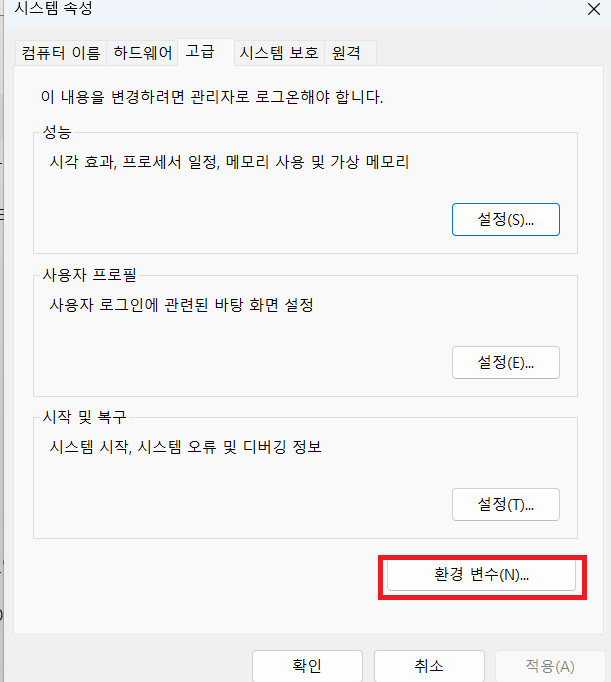 시스템 속성
컴퓨터 이름 하드웨어 고급 시스템 보호 원격
이 내용을 변경하려면 관리자로 로그온해야 합니다.
성능
시각 효과, 프로세서 일정, 메모리 사용 및 가상 메모리
설정(S)...
사용자 프로필
사용자 로그인에 관련된 바탕 화면 설정
설정(E)...
시작 및 복구
시스템 시작, 시스템 오류 및 디버깅 정보
설정(T)...
환경 변수(N)...
확인 취소 적용(A)